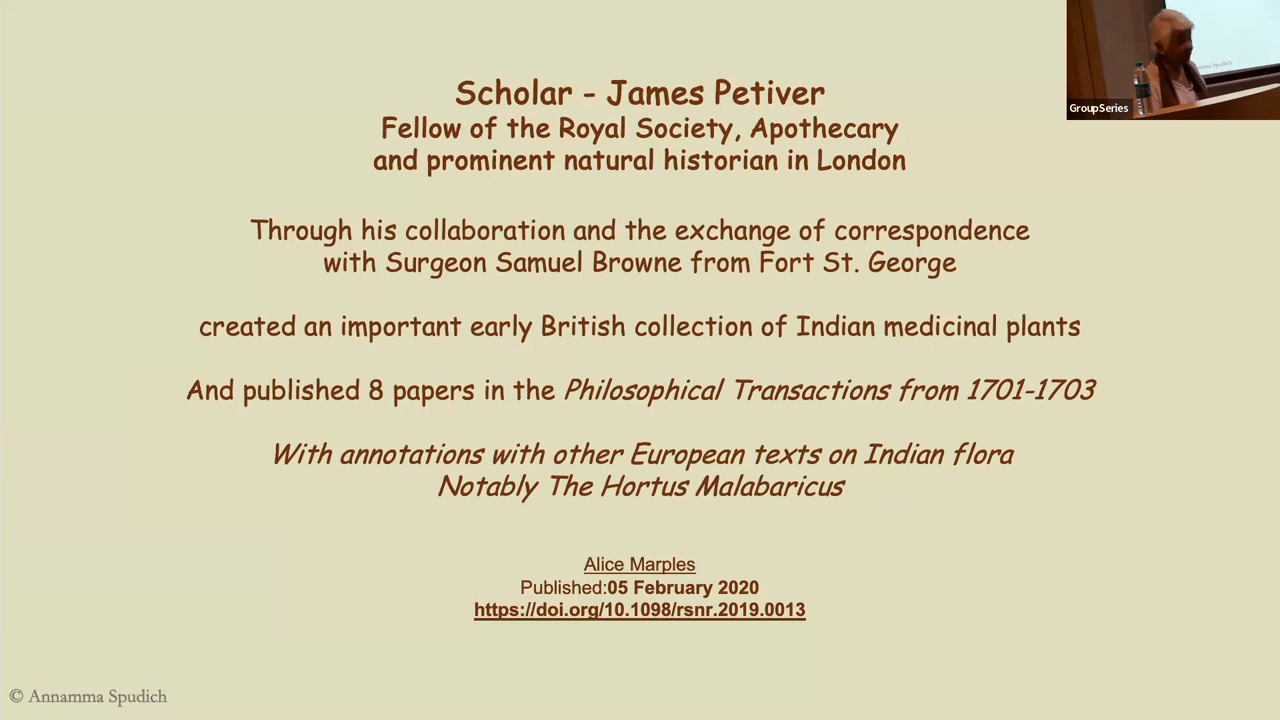 Scholar - James Petiver
Fellow of the Royal Society, Apothecary
and prominent natural historian in London
Through his collaboration and the exchange of correspondence
with Surgeon Samuel Browne from Fort St. George
created an important early British collection of Indian medicinal plants
And published 8 papers in the Philosophical Transactions from 1701-1703
With annotations with other European texts on Indian flora
Notably The Hortus Malabaricus
Alice Marples
Published:05 February 2020
https://doi.org/10.1098/rsnr.2019.0013
© Annamma Spudich
GroupSeries
Spudich